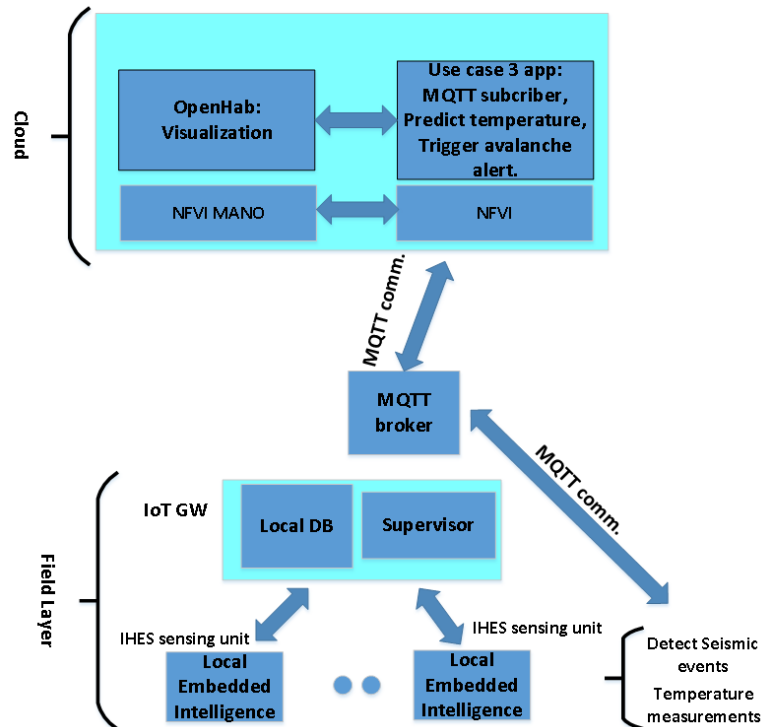 Cloud
OpenHab:
Visualization
Use case 3 app:
MQTT subcriber,
Predict temperature,
Trigger avalanche
alert.
NFVI MANO
NFVI
MQTT comm.
MQTT
broker
MQTT comm.
Field Layer
IoT GW
Local DB
Supervisor
IHES sensing unit
IHES sensing unit
Local
Embedded
Intelligence
Local
Embedded
Intelligence
Detect Seismic
events
Temperature
measurements